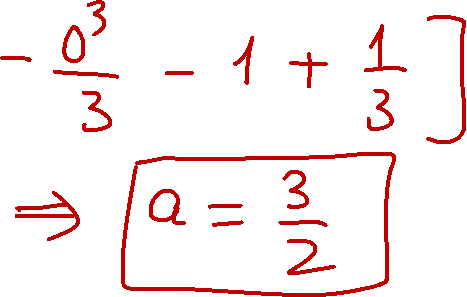 - 0³/3 - 1 + 1/3 ]
⇒ a = 3/2